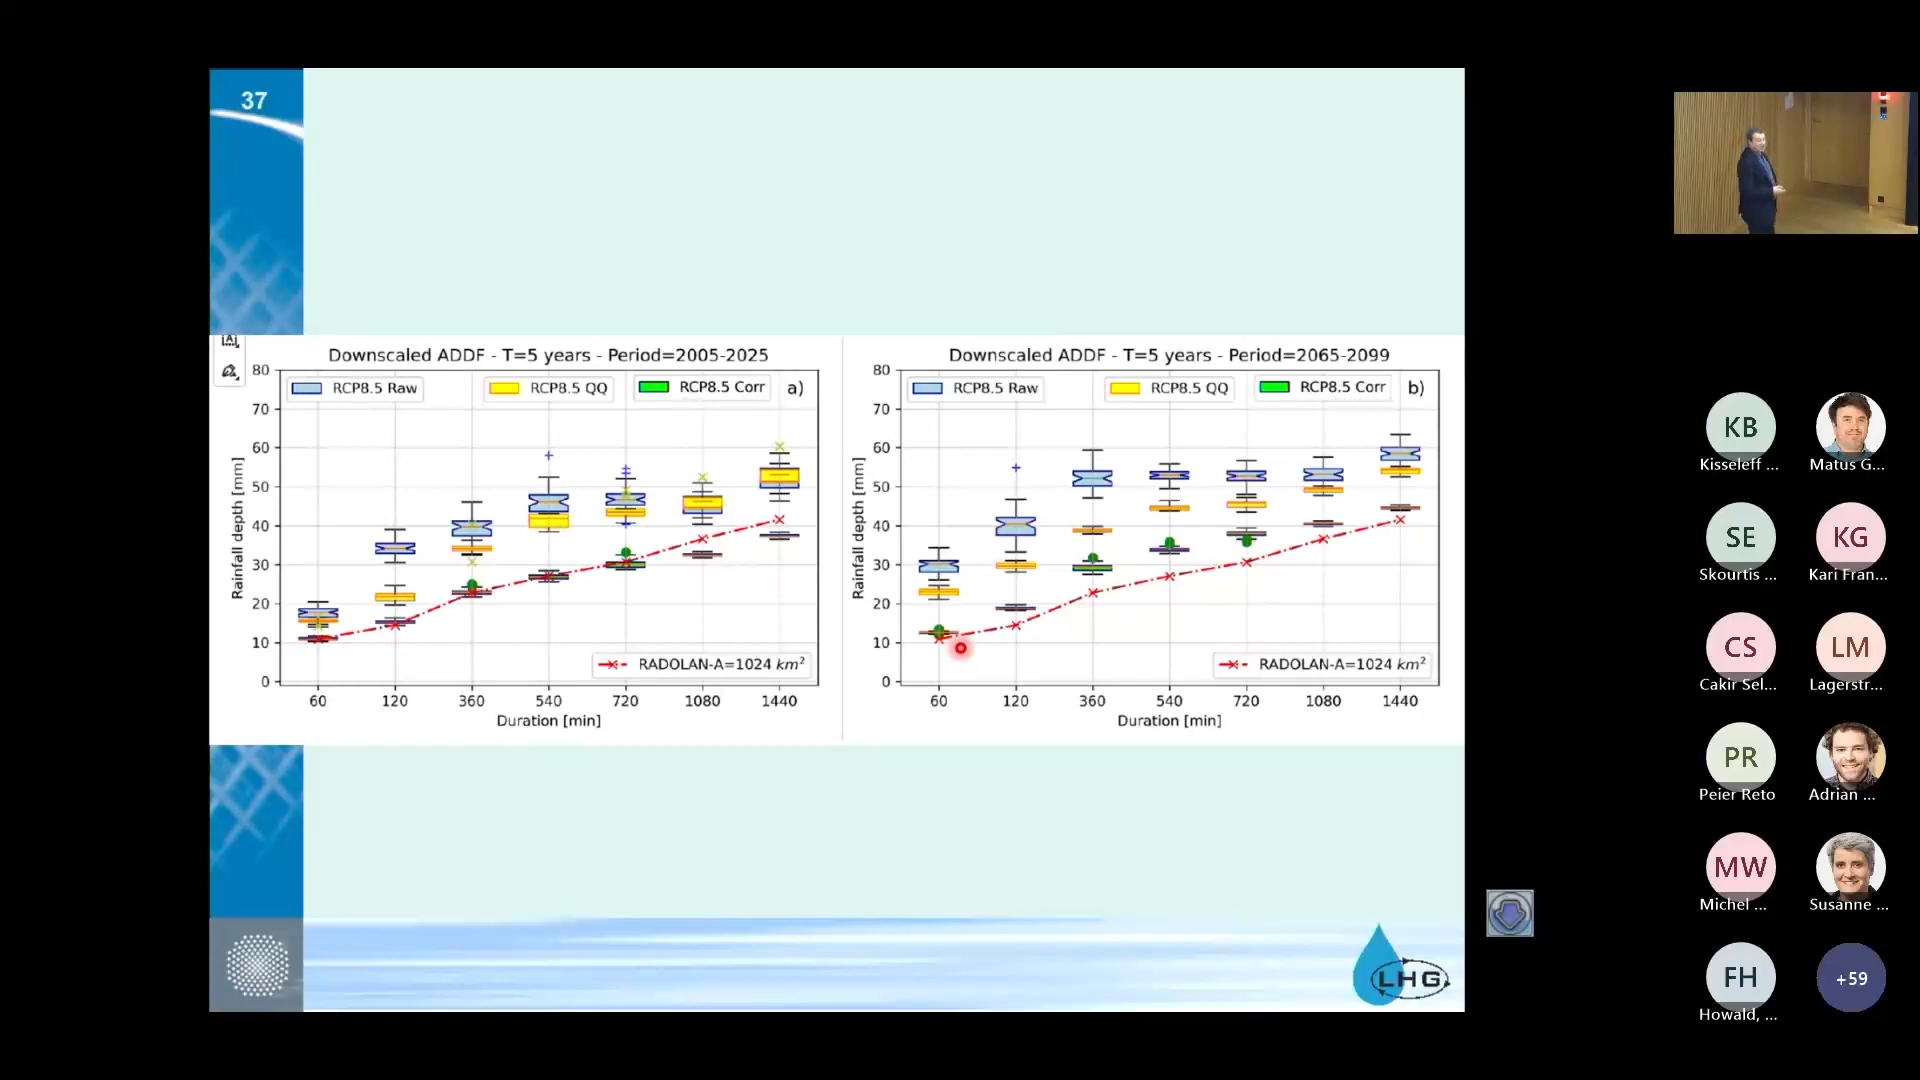 37
Downscaled ADDF - T=5 years - Period=2005-2025
RCP8.5 Raw
RCP8.5 QQ
RCP8.5 Corr
a)
80
70
60
50
40
30
20
10
0
Rainfall depth [mm]
RADOLAN-A=1024 km²
60 120 360 540 720 1080 1440
Duration [min]
Downscaled ADDF - T=5 years - Period=2065-2099
RCP8.5 Raw
RCP8.5 QQ
RCP8.5 Corr
b)
80
70
60
50
40
30
20
10
0
Rainfall depth [mm]
RADOLAN-A=1024 km²
60 120 360 540 720 1080 1440
Duration [min]
LHG
KB
Kisseleff ...
Matus G...
SE
Skourtis ...
KG
Kari Fran...
CS
Cakir Sel...
LM
Lagerstr...
PR
Peier Reto
Adrian ...
MW
Michel ...
Susanne ...
FH
Howald, ...
+59